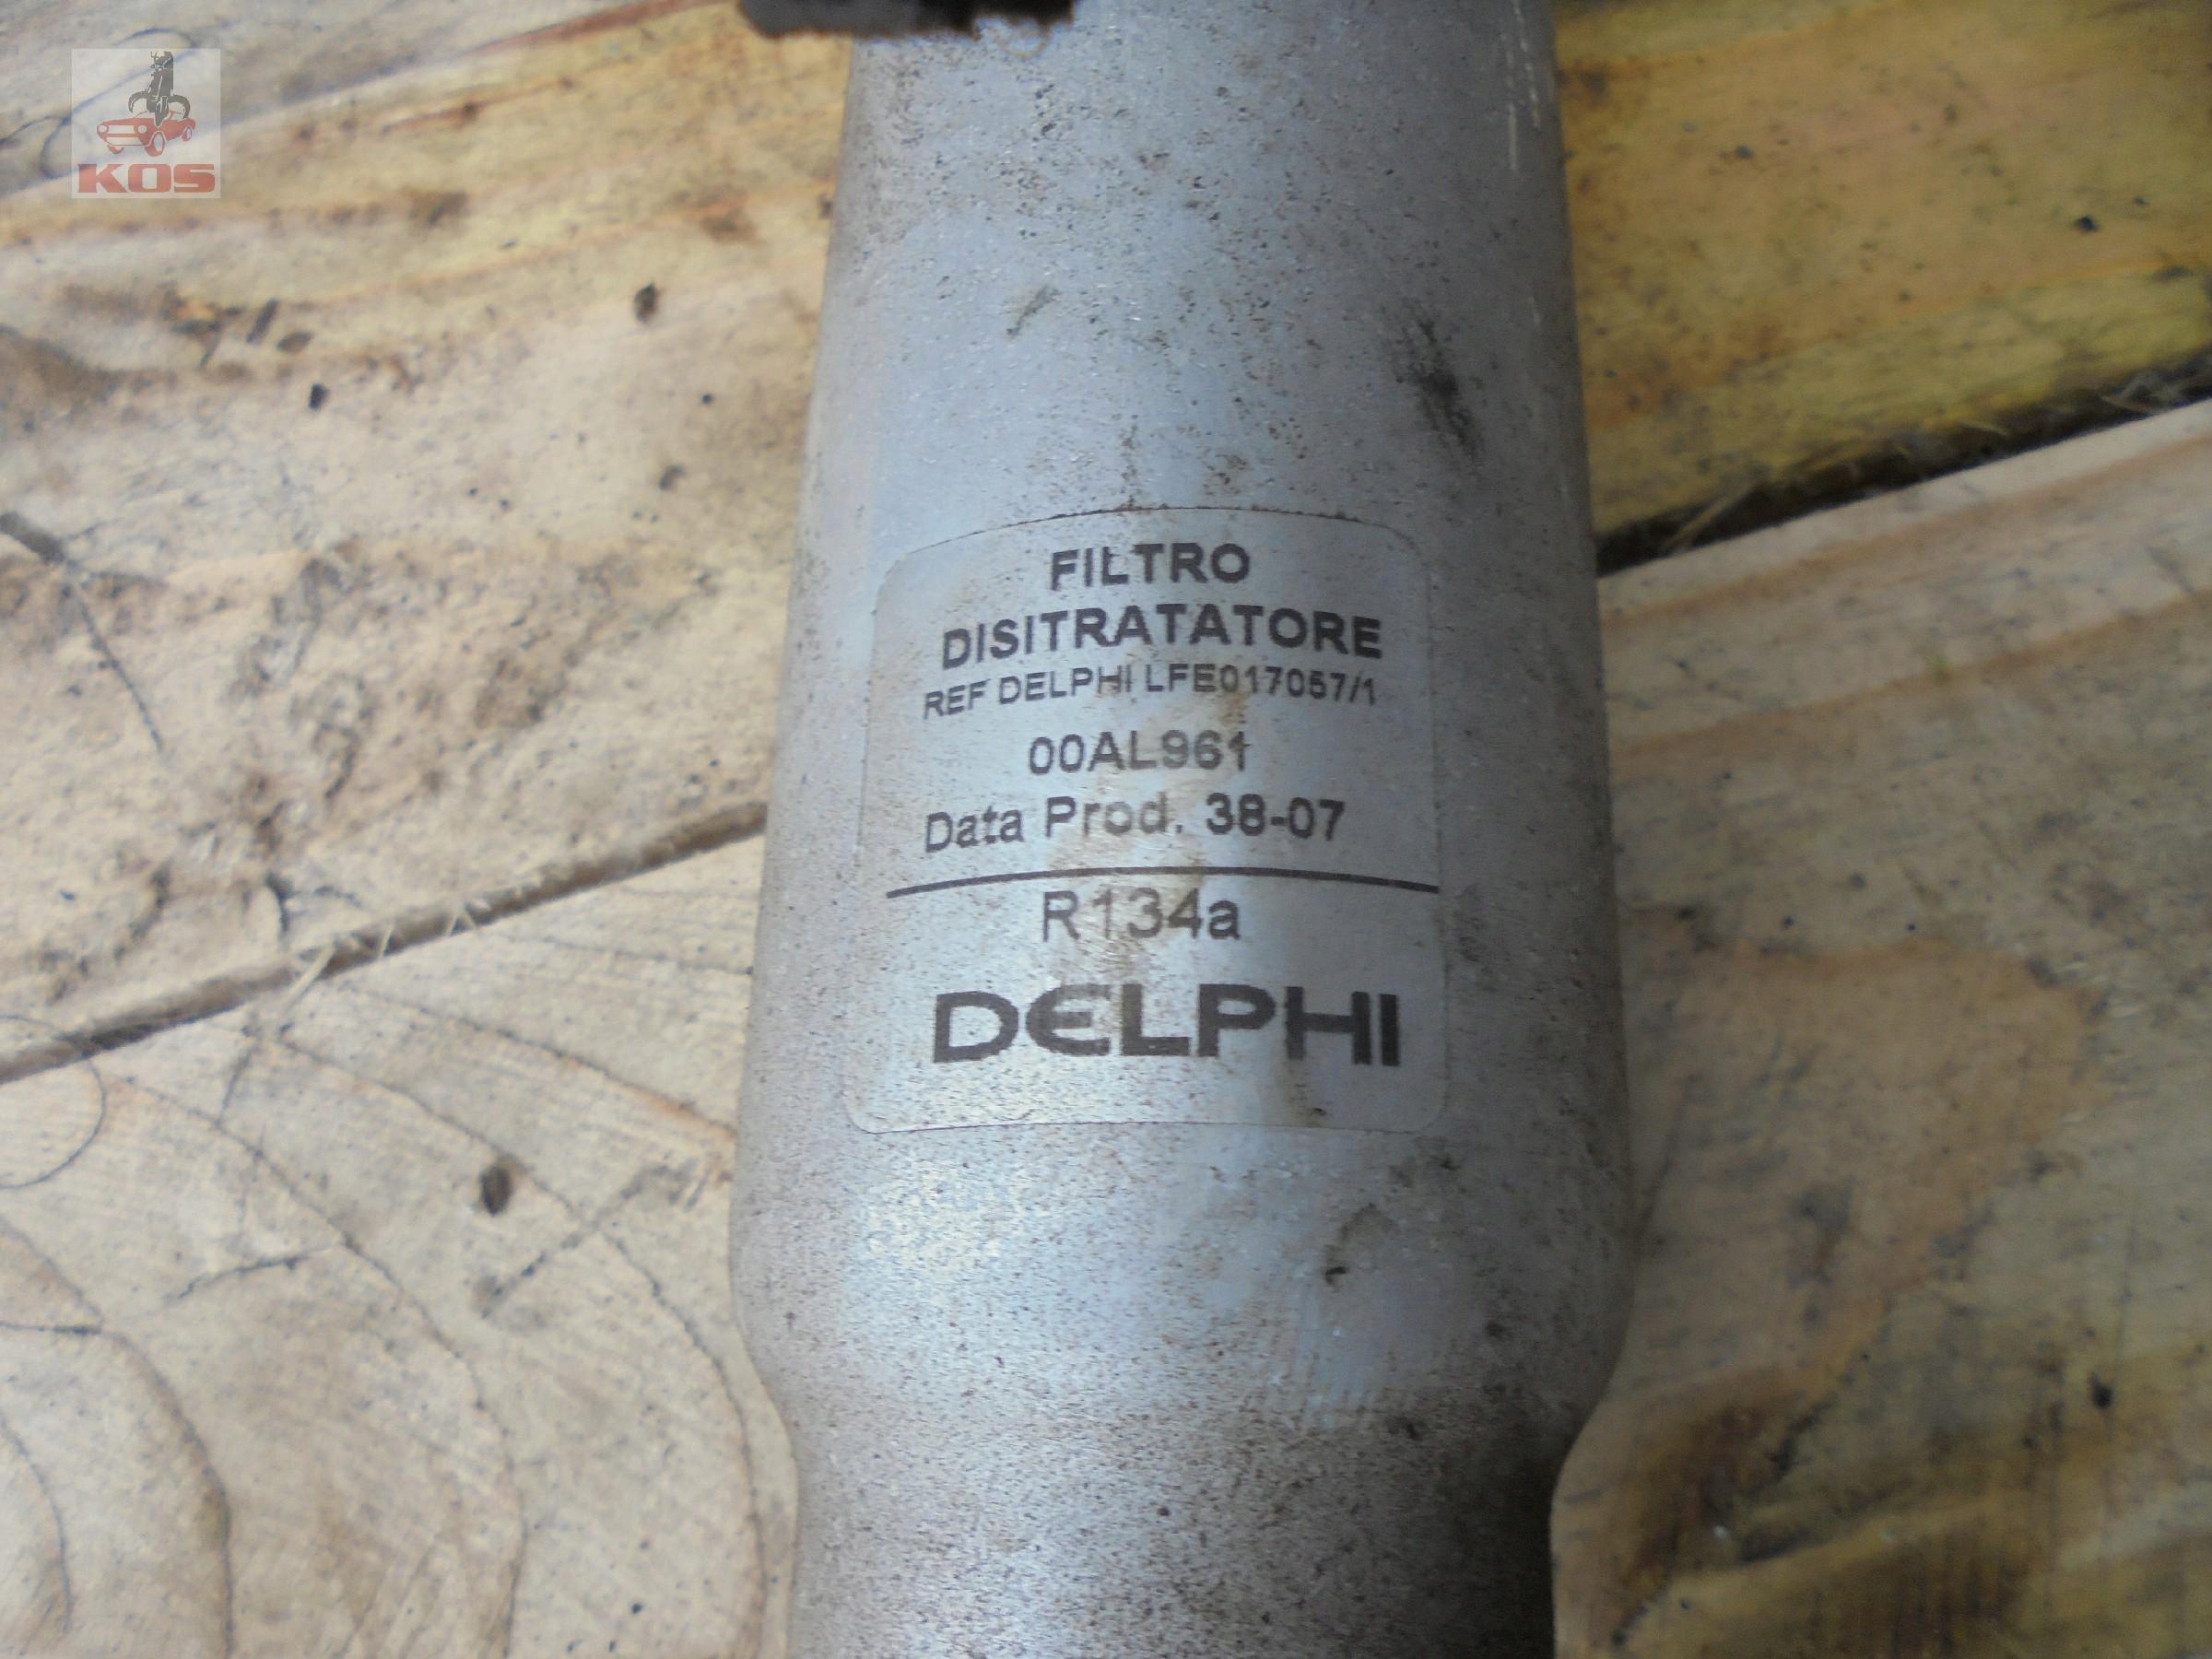 KOS
FILTRO
DISITRATATORE
REF DELPHI LFE017057/1
00AL961
Data Prod. 38-07
R134a
DELPHI